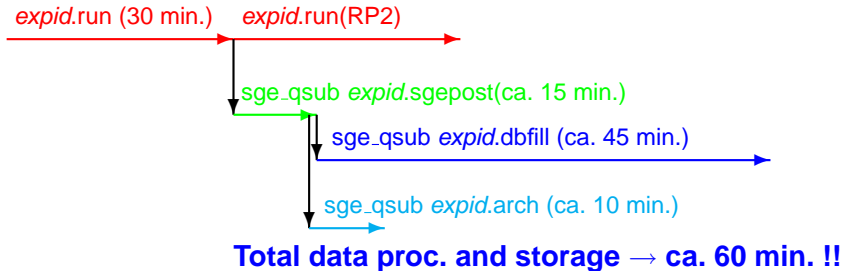 expid.run (30 min.) expid.run(RP2)
sge_qsub expid.sgepost(ca. 15 min.)
sge_qsub expid.dbfill (ca. 45 min.)
sge_qsub expid.arch (ca. 10 min.)
Total data proc. and storage → ca. 60 min. !!